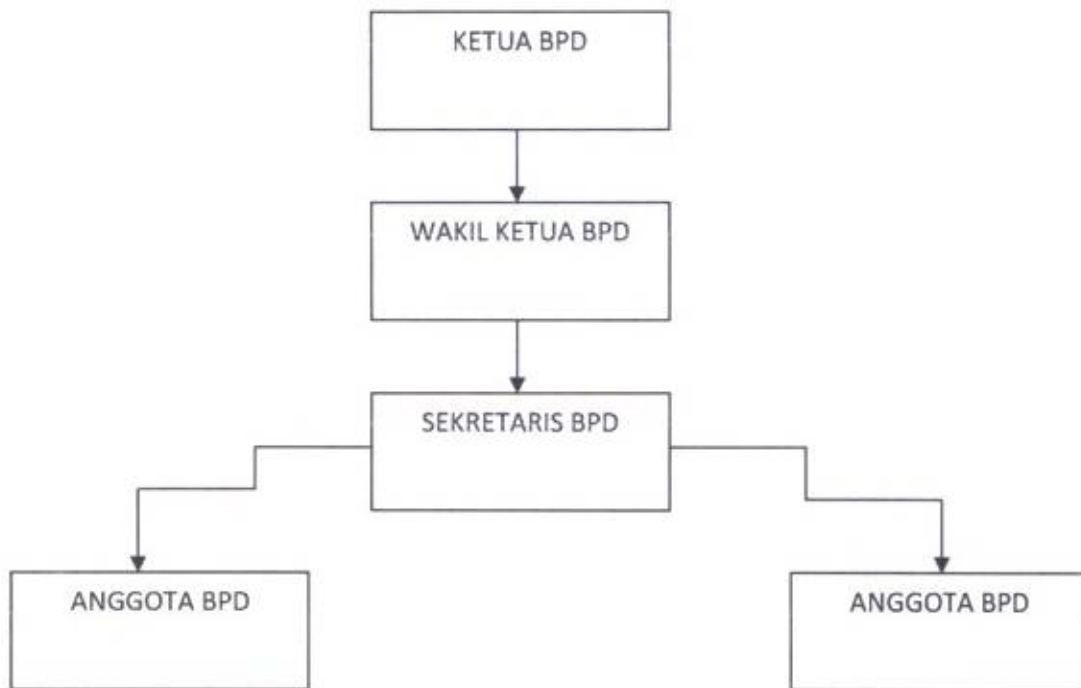 KETUA BPD
WAKIL KETUA BPD
SEKRETARIS BPD
ANGGOTA BPD
ANGGOTA BPD